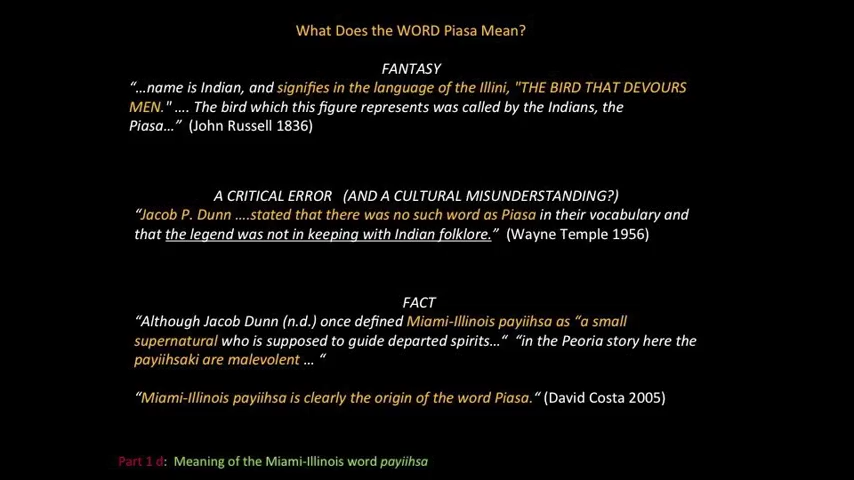 What Does the WORD Piasa Mean?
FANTASY
“…name is Indian, and signifies in the language of the Illini, "THE BIRD THAT DEVOURS
MEN." …. The bird which this figure represents was called by the Indians, the
Piasa…” (John Russell 1836)
A CRITICAL ERROR (AND A CULTURAL MISUNDERSTANDING?)
“Jacob P. Dunn ….stated that there was no such word as Piasa in their vocabulary and
that the legend was not in keeping with Indian folklore.” (Wayne Temple 1956)
FACT
“Although Jacob Dunn (n.d.) once defined Miami-Illinois payiihsa as “a small
supernatural who is supposed to guide departed spirits…“ “in the Peoria story here the
payiihsaki are malevolent … “
“Miami-Illinois payiihsa is clearly the origin of the word Piasa.“ (David Costa 2005)
Part 1 d: Meaning of the Miami-Illinois word payiihsa